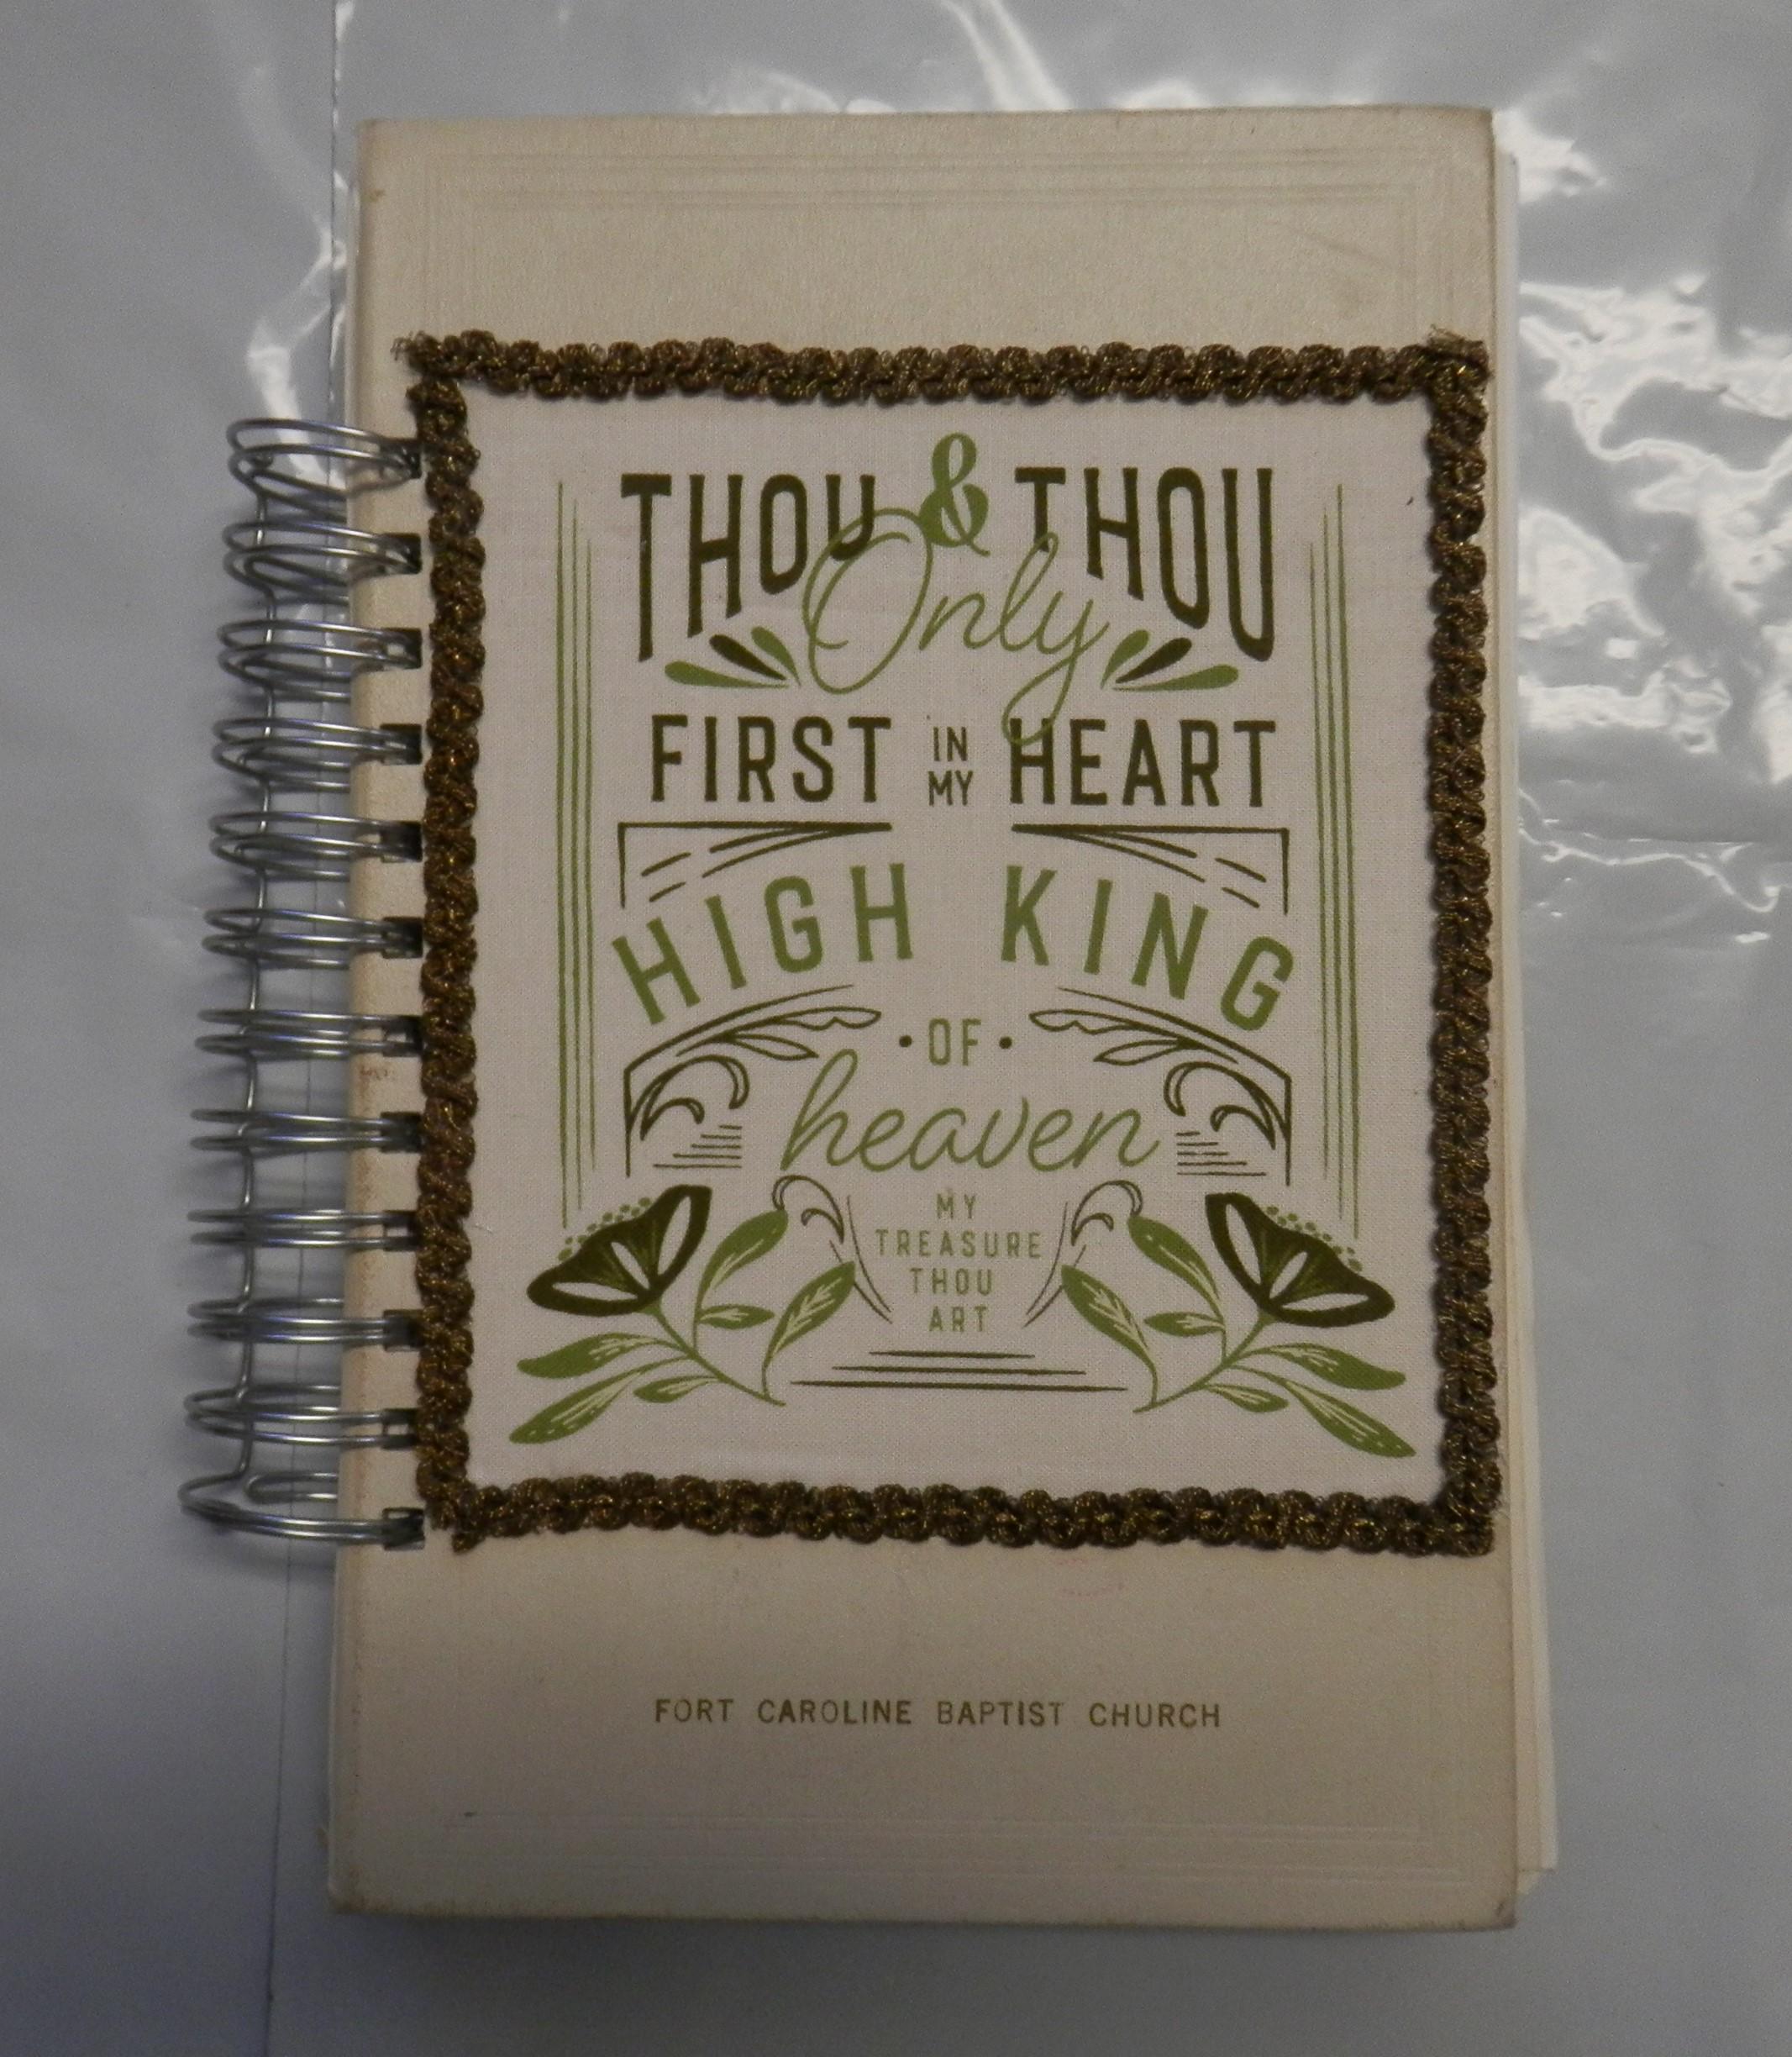 THOU & THOU
Only
FIRST IN MY HEART
HIGH KING
·OF·
heaven
MY
TREASURE
THOU
ART
FORT CAROLINE BAPTIST CHURCH